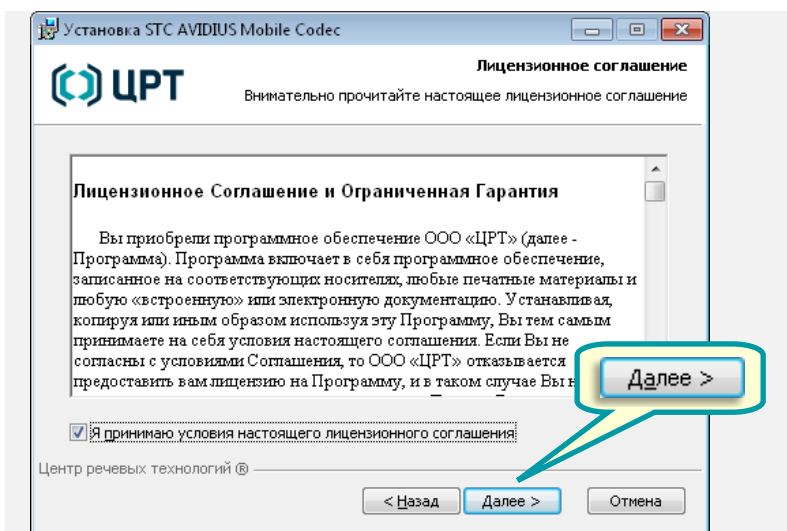 Установка STC AVIDIUS Mobile Codec
ЦРТ
Лицензионное соглашение
Внимательно прочитайте настоящее лицензионное соглашение
Лицензионное Соглашение и Ограниченная Гарантия
Вы приобрели программное обеспечение ООО «ЦРТ» (далее -
Программа). Программа включает в себя программное обеспечение,
записанное на соответствующих носителях, любые печатные материалы и
любую «встроенную» или электронную документацию. Устанавливая,
копируя или иным образом используя эту Программу, Вы тем самым
принимаете на себя условия настоящего соглашения. Если Вы не
согласны с условиями Соглашения, то ООО «ЦРТ» отказывается
предоставить вам лицензию на Программу, и в таком случае Вы
Далее >
Я принимаю условия настоящего лицензионного соглашения
Центр речевых технологий ®
< Назад Далее > Отмена